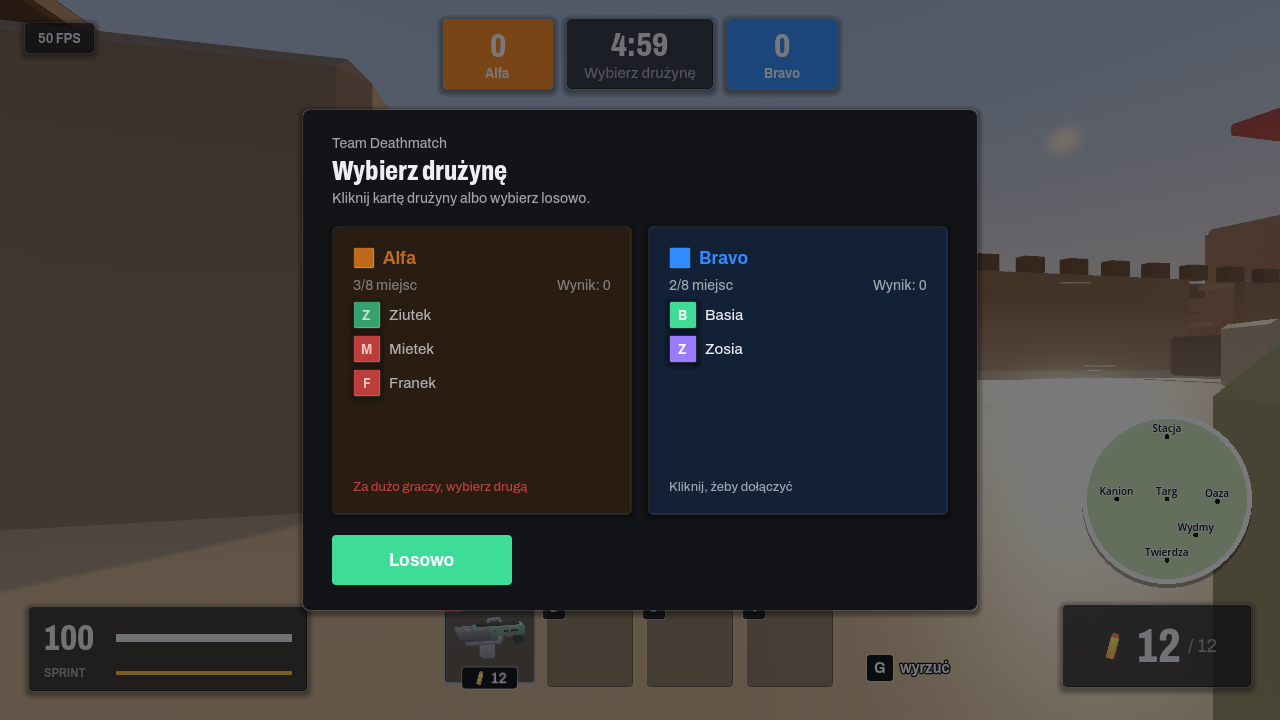 50 FPS
0
Alfa
4:59
Wybierz drużynę
0
Bravo
Team Deathmatch
Wybierz drużynę
Kliknij kartę drużyny albo wybierz losowo.
Alfa
3/8 miejsc Wynik: 0
Z Ziutek
M Mietek
F Franek
Za dużo graczy, wybierz drugą
Bravo
2/8 miejsc Wynik: 0
B Basia
Z Zosia
Kliknij, żeby dołączyć
Losowo
Stacja
Kanion Targ Oaza
Wydmy
Twierdza
100
SPRINT
12
G wyrzuć
12 / 12